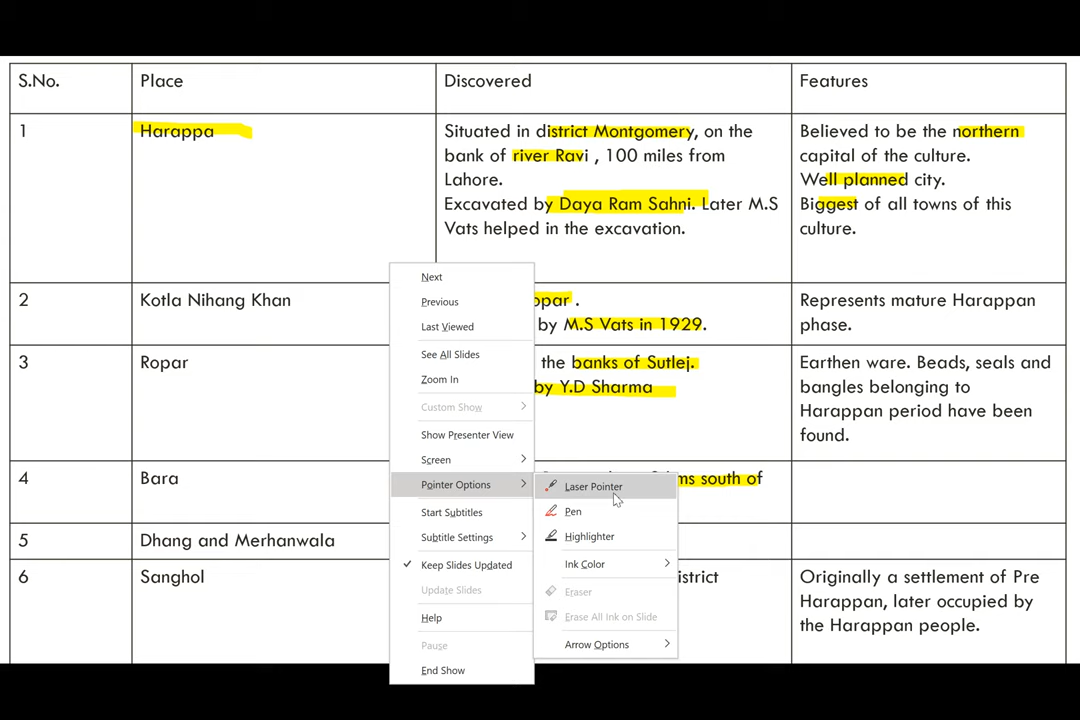 S.No.
Place
Discovered
Features
1
Harappa
Situated in district Montgomery, on the
bank of river Ravi , 100 miles from
Lahore.
Excavated by Daya Ram Sahni. Later M.S
Vats helped in the excavation.
Believed to be the northern
capital of the culture.
Well planned city.
Biggest of all towns of this
culture.
2
Kotla Nihang Khan
opar .
by M.S Vats in 1929.
Represents mature Harappan
phase.
3
Ropar
the banks of Sutlej.
by Y.D Sharma
Earthen ware. Beads, seals and
bangles belonging to
Harappan period have been
found.
4
Bara
ms south of
5
Dhang and Merhanwala
6
Sanghol
istrict
Originally a settlement of Pre
Harappan, later occupied by
the Harappan people.
Next
Previous
Last Viewed
See All Slides
Zoom In
Custom Show
Show Presenter View
Screen
Pointer Options
Start Subtitles
Subtitle Settings
Keep Slides Updated
Update Slides
Help
Pause
End Show
Laser Pointer
Pen
Highlighter
Ink Color
Eraser
Erase All Ink on Slide
Arrow Options